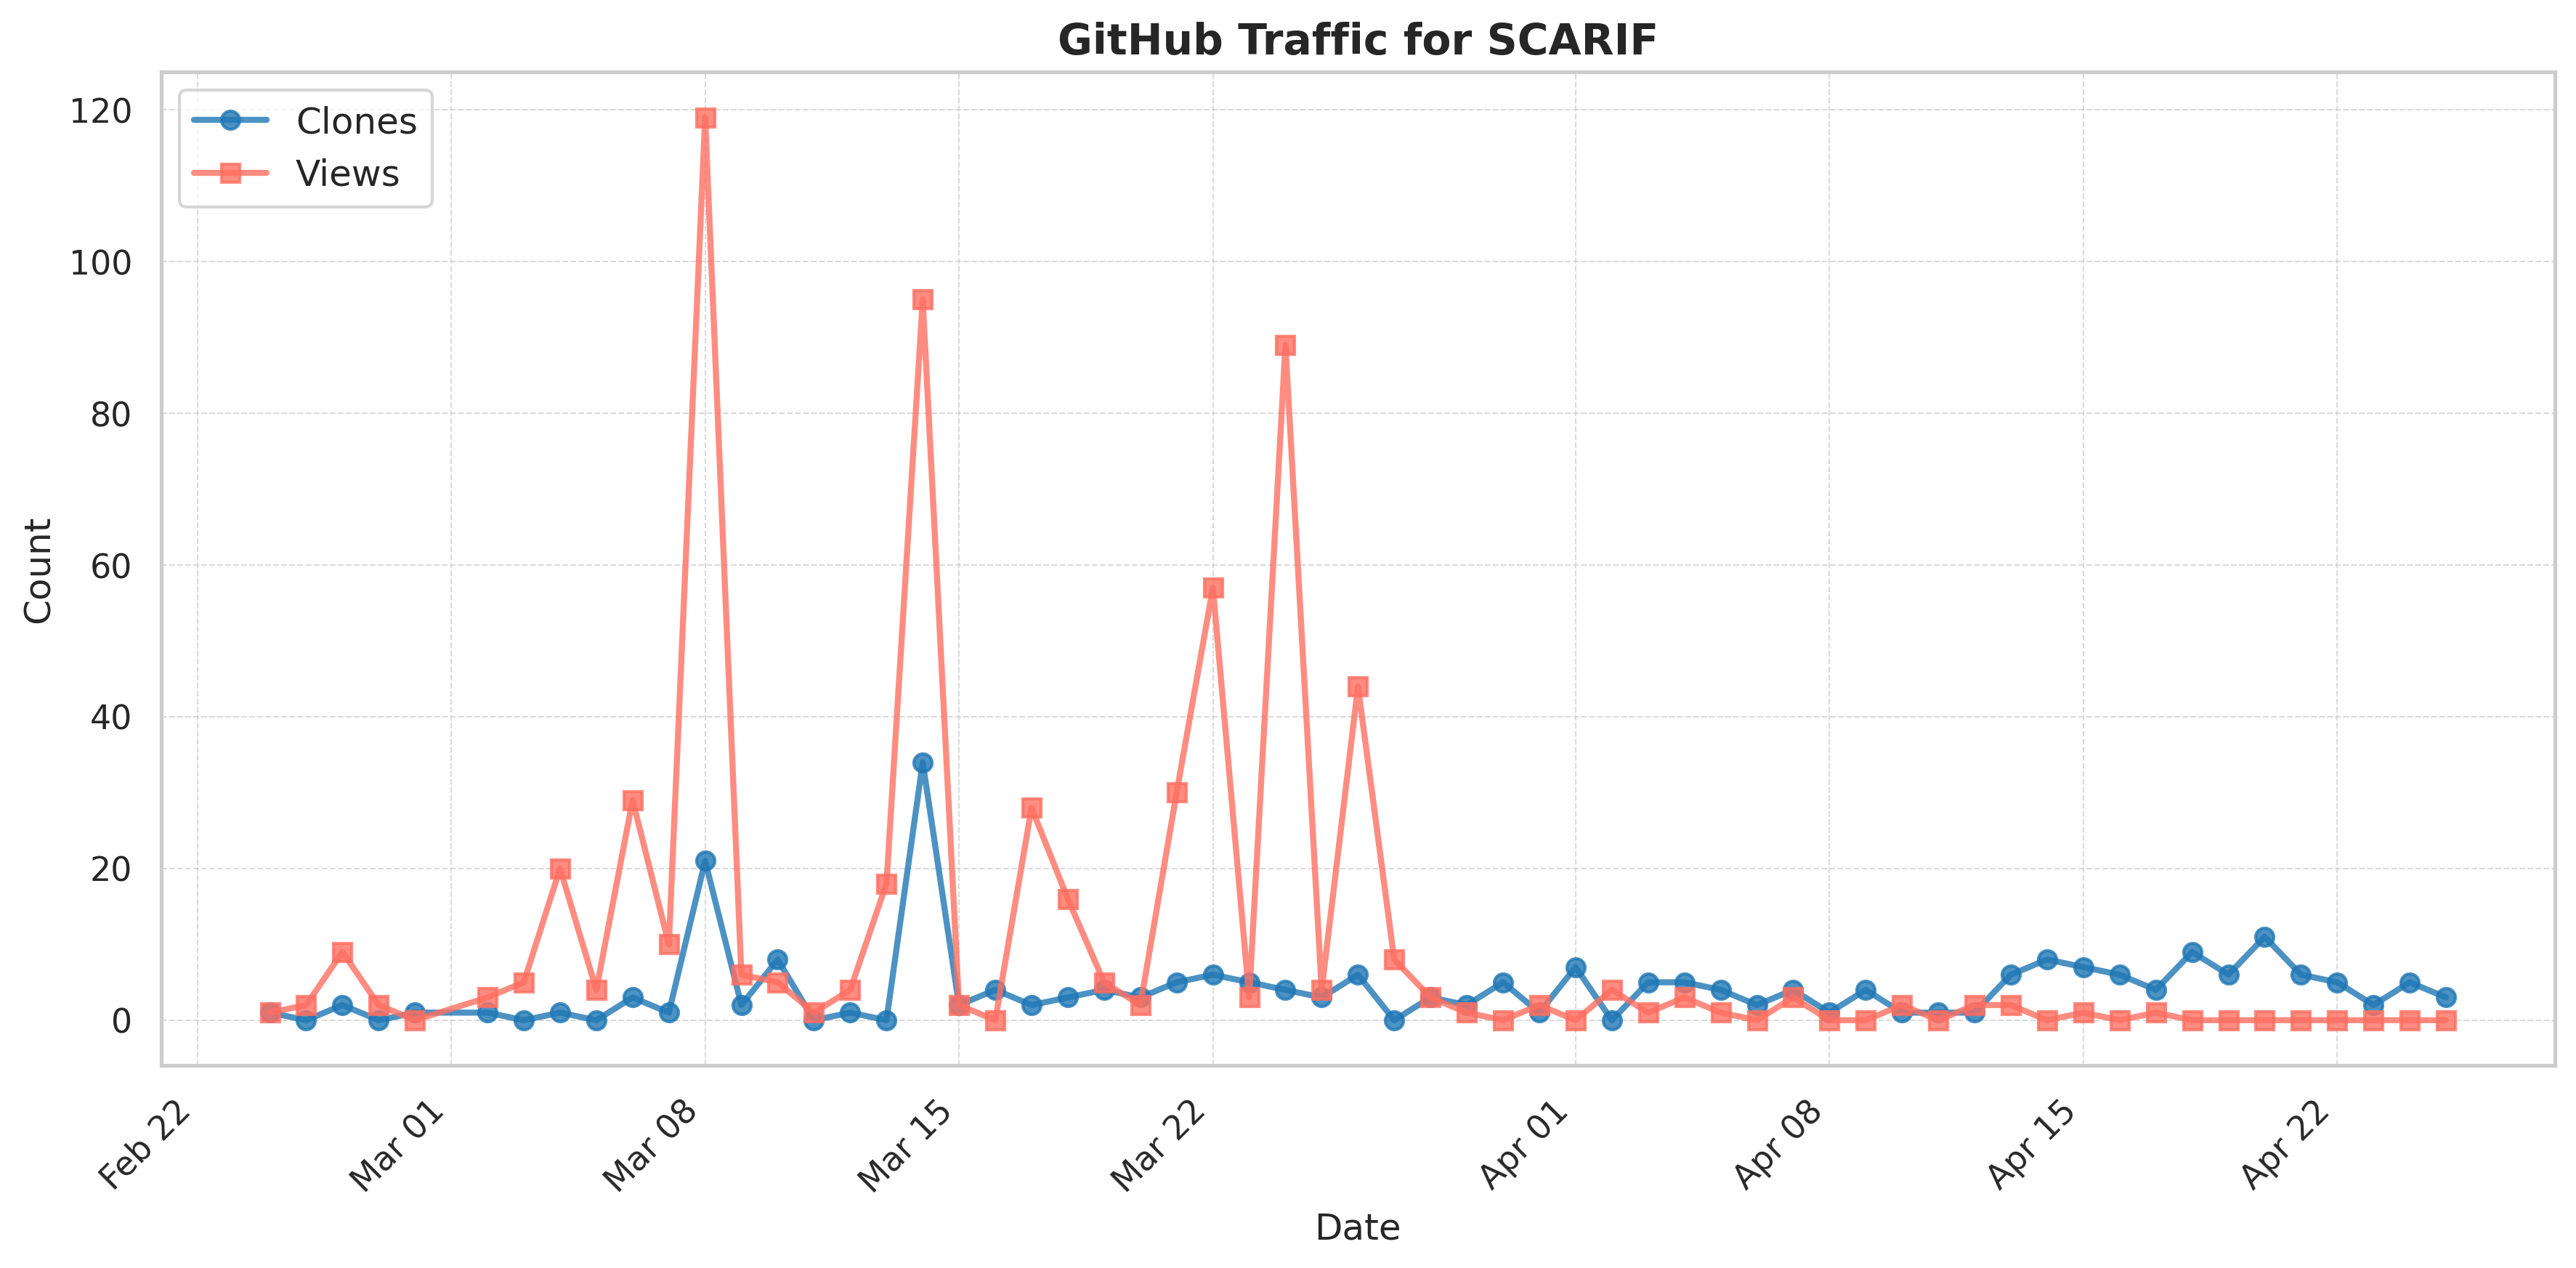 GitHub Traffic for SCARIF
Clones
Views
120
100
80
60
40
20
0
Count
Feb 22
Mar 01
Mar 08
Mar 15
Mar 22
Apr 01
Apr 08
Apr 15
Apr 22
Date